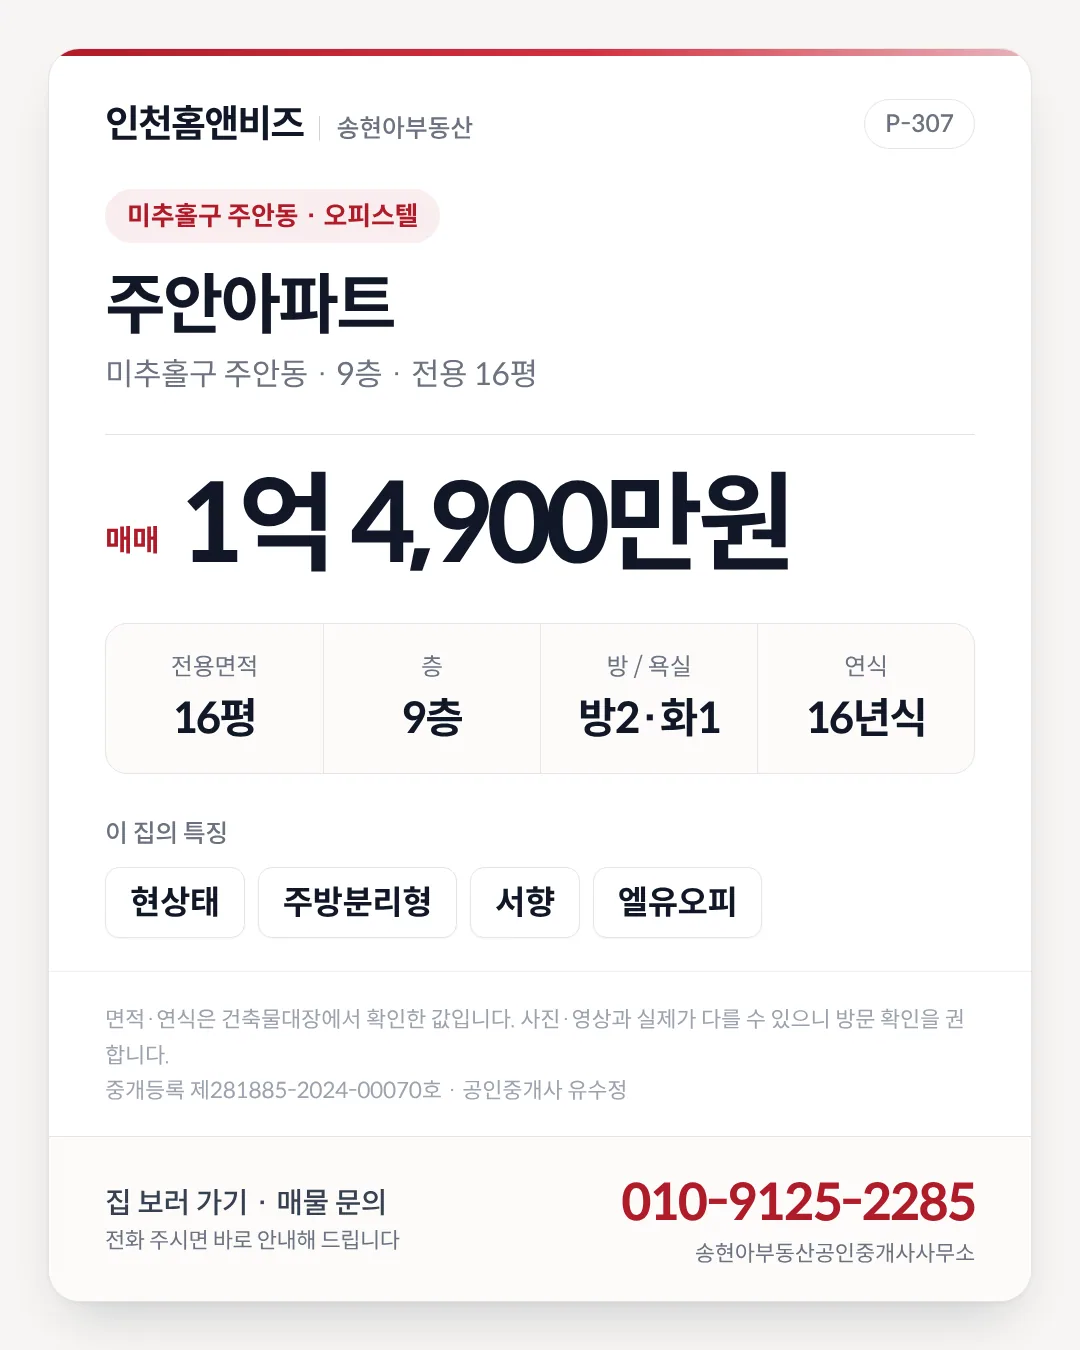 인천홈앤비즈 | 송현아부동산
P-307
미추홀구 주안동 · 오피스텔
주안아파트
미추홀구 주안동 · 9층 · 전용 16평
매매 1억 4,900만원
전용면적 층 방 / 욕실 연식
16평 9층 방2·화1 16년식
이 집의 특징
현상태 주방분리형 서향 엘유오피
면적·연식은 건축물대장에서 확인한 값입니다. 사진·영상과 실제가 다를 수 있으니 방문 확인을 권
합니다.
중개등록 제281885-2024-00070호 · 공인중개사 유수정
집 보러 가기 · 매물 문의
전화 주시면 바로 안내해 드립니다
010-9125-2285
송현아부동산공인중개사사무소